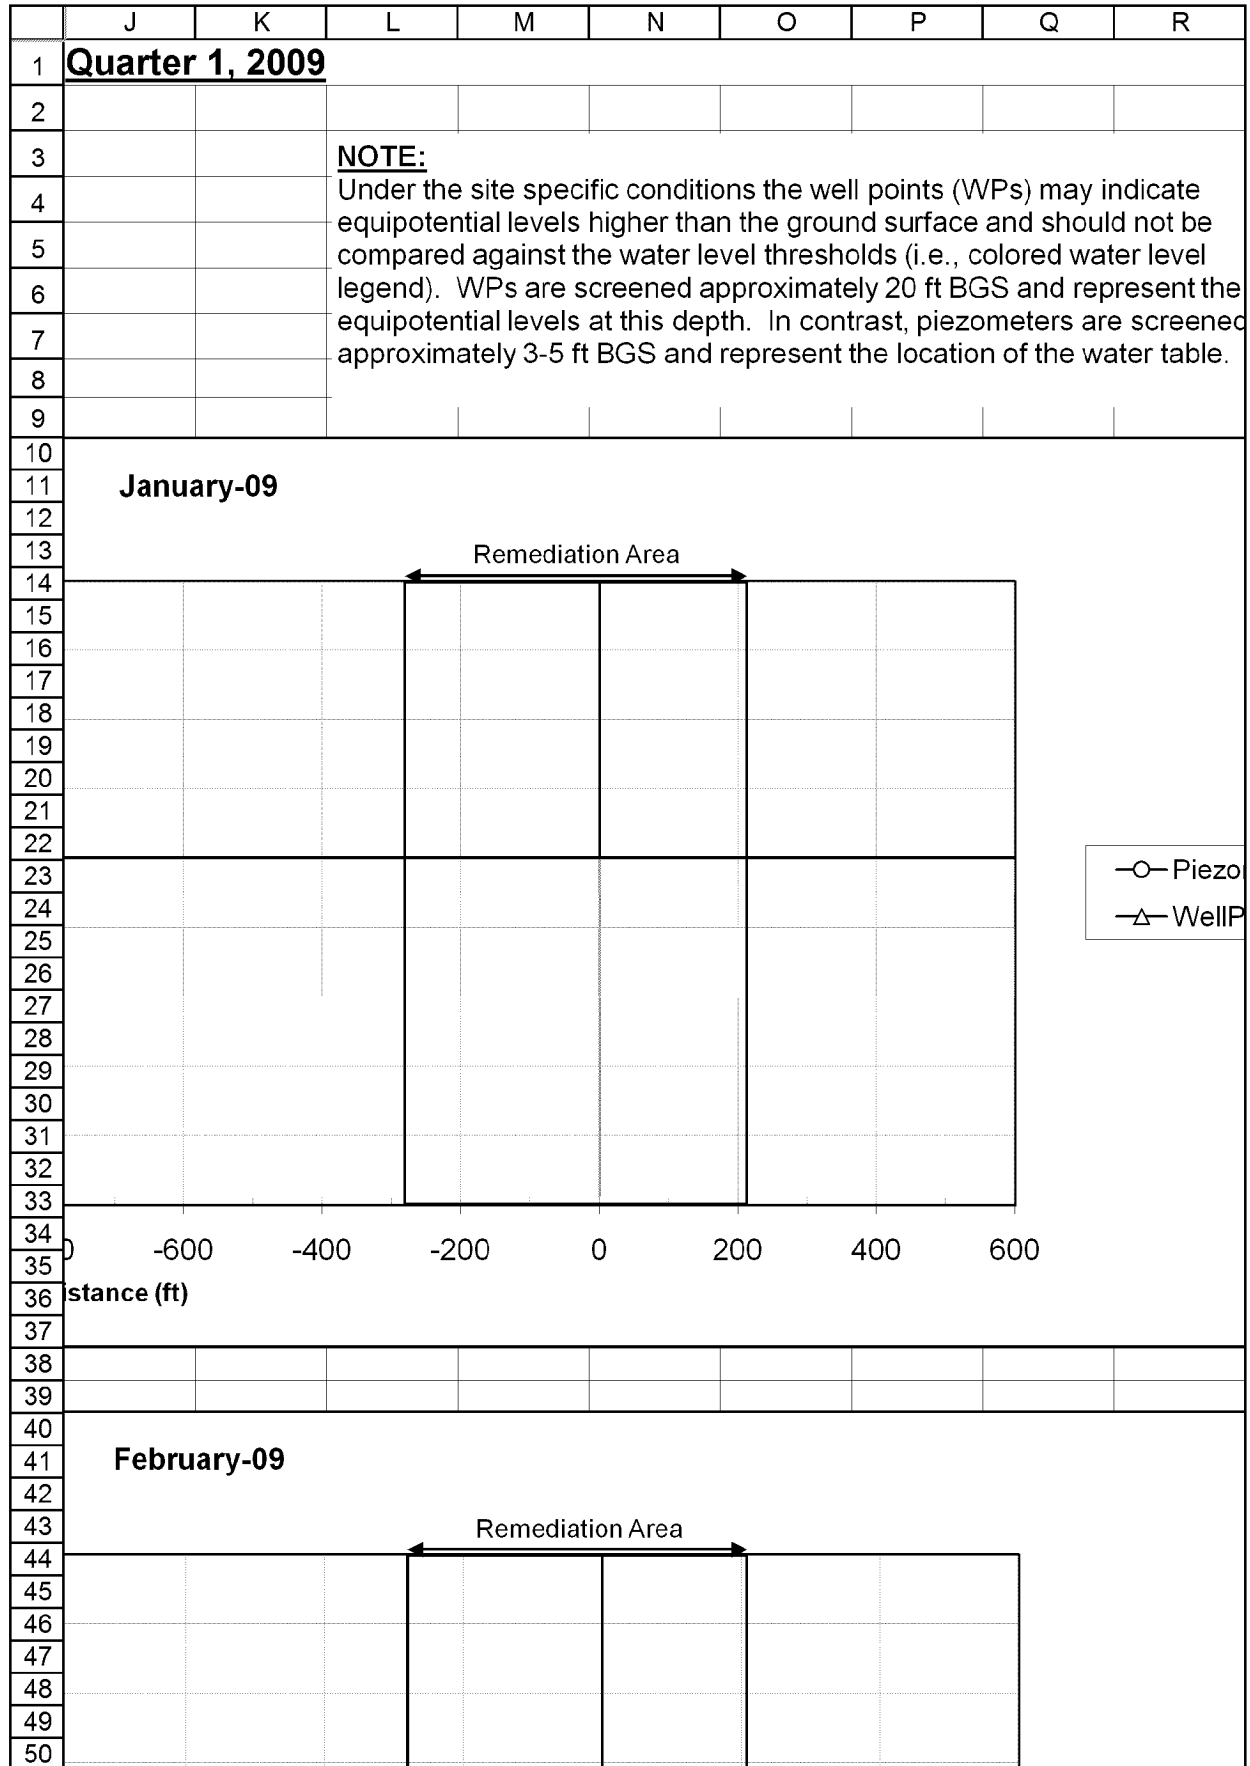 J K L M N O P Q R
1 Quarter 1, 2009
2
3 NOTE:
4 Under the site specific conditions the well points (WPs) may indicate
equipotential levels higher than the ground surface and should not be
5 compared against the water level thresholds (i.e., colored water level
6 legend). WPs are screened approximately 20 ft BGS and represent the
7 equipotential levels at this depth. In contrast, piezometers are screened
approximately 3-5 ft BGS and represent the location of the water table.
8
9
10
11 January-09
12
13 Remediation Area
14
15
16
17
18
19
20
21
22
23 Piezo
24 WellP
25
26
27
28
29
30
31
32
33
34
0 -600 -400 -200 0 200 400 600
35
36 istance (ft)
37
38
39
40
41 February-09
42
43 Remediation Area
44
45
46
47
48
49
50